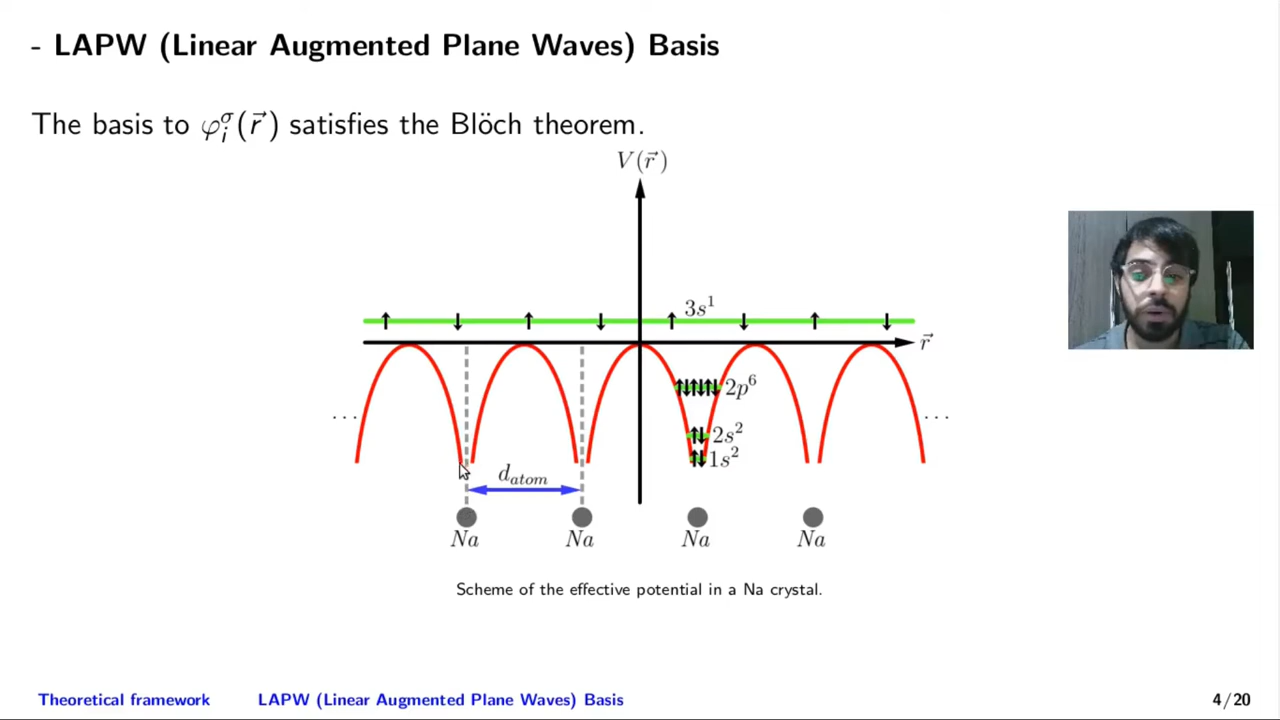 - LAPW (Linear Augmented Plane Waves) Basis
The basis to φᵢ^σ(r⃗) satisfies the Blöch theorem.
V(r⃗)
3s¹
r⃗
2p⁶
... ...
2s²
1s²
d_atom
Na Na Na Na
Scheme of the effective potential in a Na crystal.
Theoretical framework LAPW (Linear Augmented Plane Waves) Basis 4/20